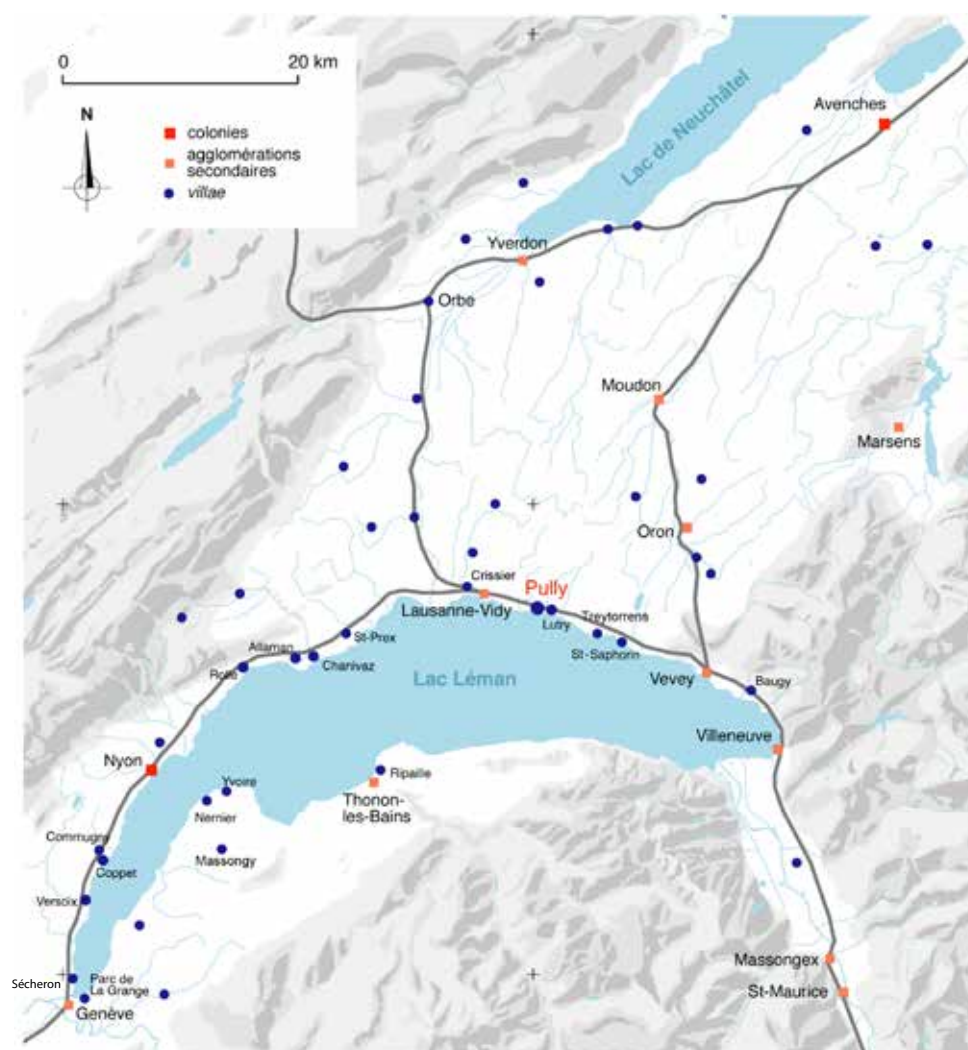 0 20 km
N
colonies
agglomérations
secondaires
villae
Lac de Neuchâtel
Avenches
Yverdon
Orbe
Moudon
Marsens
Oron
Crissier
Pully
Lausanne-Vidy
Lutry
Treytorrens
St-Saphorin
St-Prex
Allaman
Chanivaz
Rolle
Lac Léman
Vevey
Baugy
Villeneuve
Nyon
Ripaille
Yvoire
Thonon-
les-Bains
Nernier
Commugny
Massongy
Coppet
Versoix
Massongex
Sécheron
Parc de
La Grange
St-Maurice
Genève